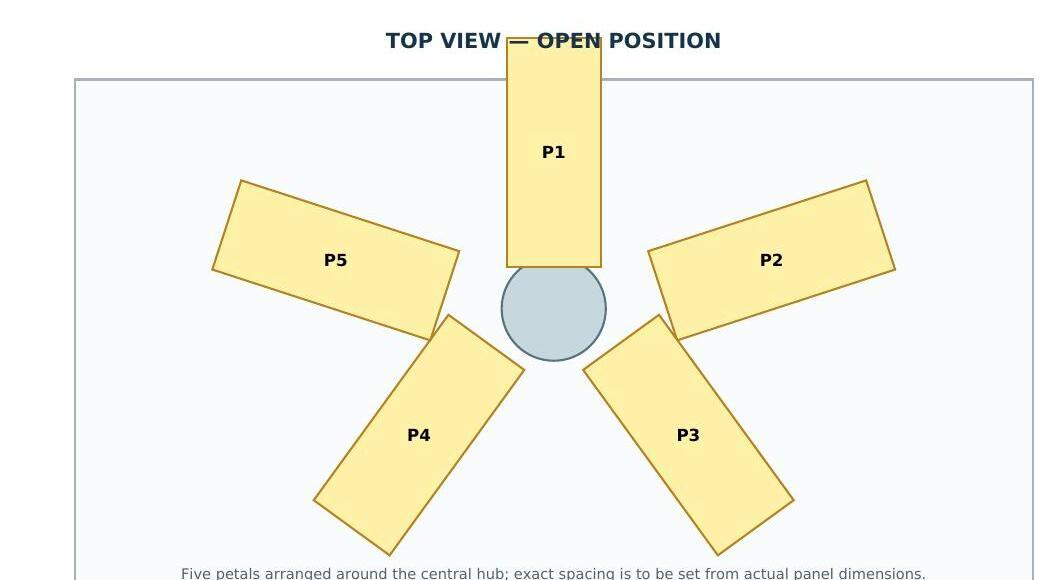 TOP VIEW — OPEN POSITION
P1
P5
P2
P4
P3
Five petals arranged around the central hub; exact spacing is to be set from actual panel dimensions.